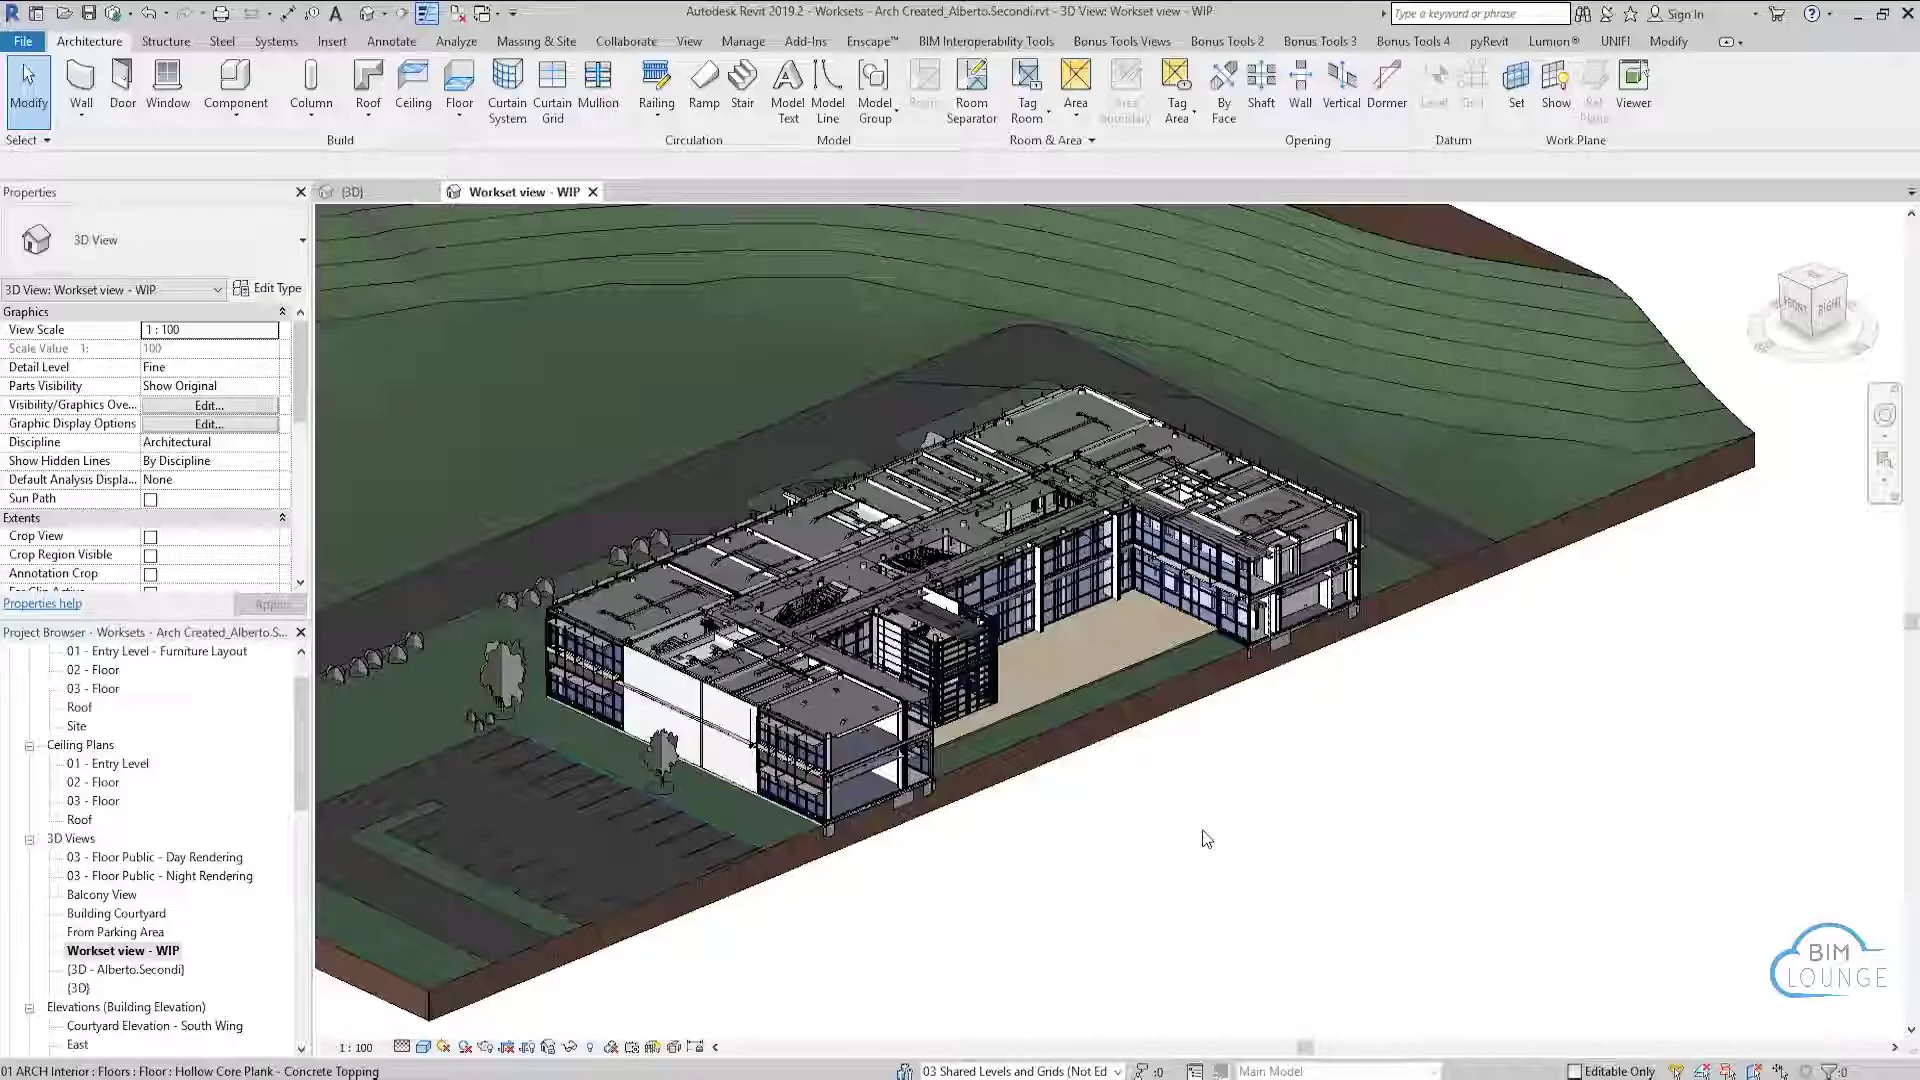 Autodesk Revit 2019.2 - Worksets - Arch Created_Alberto.Secondi.rvt - 3D View: Workset view - WIP
Type a keyword or phrase
Sign In
File Architecture Structure Steel Systems Insert Annotate Analyze Massing & Site Collaborate View Manage Add-Ins Enscape™ BIM Interoperability Tools Bonus Tools Views Bonus Tools 2 Bonus Tools 3 Bonus Tools 4 pyRevit Lumion® UNIFI Modify
Modify Wall Door Window Component Column Roof Ceiling Floor Curtain System Curtain Grid Mullion Railing Ramp Stair Model Text Model Line Model Group Room Room Separator Tag Room Area Area Boundary Tag Area By Face Shaft Wall Vertical Dormer Level Grid Set Show Ref Plane Viewer
Select Build Circulation Model Room & Area Opening Datum Work Plane
Properties
{3D}
Workset view - WIP
3D View
3D View: Workset view - WIP
Edit Type
Graphics
View Scale 1 : 100
Scale Value 1: 100
Detail Level Fine
Parts Visibility Show Original
Visibility/Graphics Ove... Edit...
Graphic Display Options Edit...
Discipline Architectural
Show Hidden Lines By Discipline
Default Analysis Displa... None
Sun Path
Extents
Crop View
Crop Region Visible
Annotation Crop
Properties help
Apply
Project Browser - Worksets - Arch Created_Alberto.S...
01 - Entry Level - Furniture Layout
02 - Floor
03 - Floor
Roof
Site
Ceiling Plans
01 - Entry Level
02 - Floor
03 - Floor
Roof
3D Views
03 - Floor Public - Day Rendering
03 - Floor Public - Night Rendering
Balcony View
Building Courtyard
From Parking Area
Workset view - WIP
{3D - Alberto.Secondi}
{3D}
Elevations (Building Elevation)
Courtyard Elevation - South Wing
East
FRONT RIGHT
BIM
LOUNGE
1 : 100
01 ARCH Interior : Floors : Floor : Hollow Core Plank - Concrete Topping
03 Shared Levels and Grids (Not Ed
:0
Main Model
Editable Only
:0